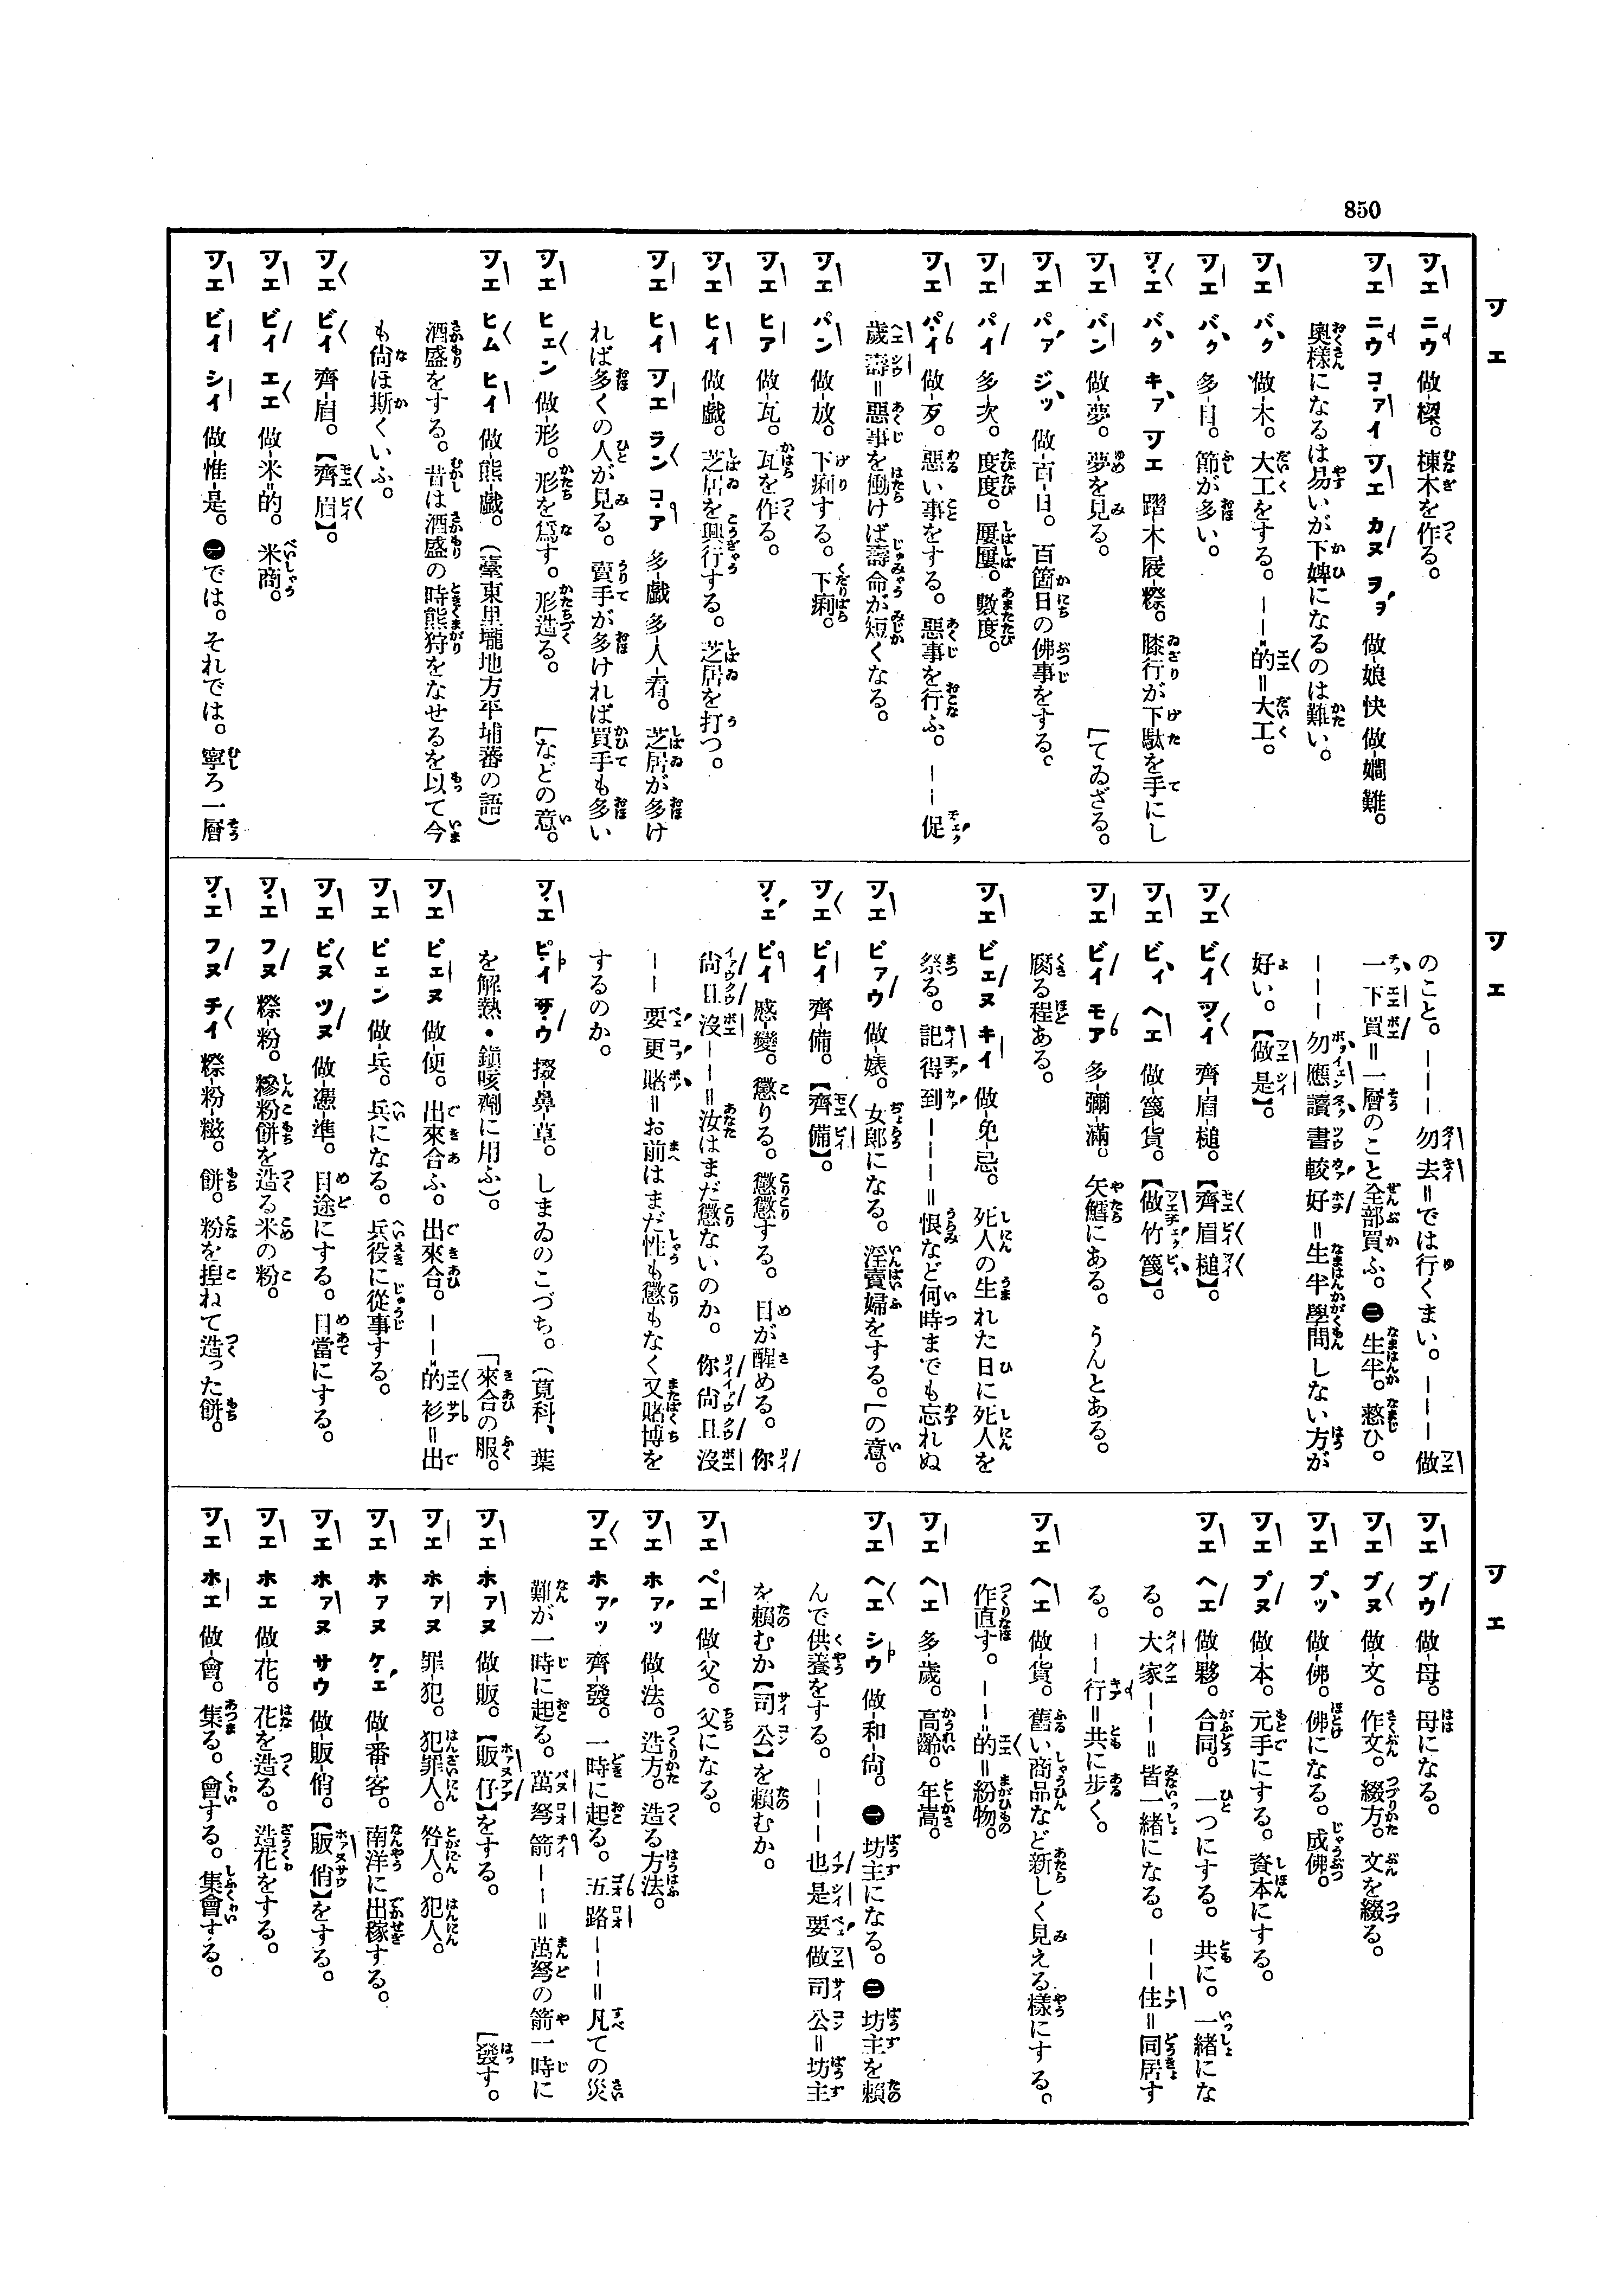 850
ツエ
ツエ ニウ 做-樑。棟木を作る。
ツエ ニウ コァイ ツエ カヌ ヲヲ 做-娘 快 做-嫺 難。
奧樣になるは易いが下婢になるのは難い。
ツエ バク 做-木。大工をする。——的=大工。
ツエ バク 多-目。節が多い。
ツエ バク キァ ツエ 躍木屐。膝行が下駄を手にし
ツエ バン 做-夢。夢を見る。 [てゐざる。
ツエ パァ ジッ 做-百-日。百箇日の佛事をする。
ツエ パイ 多-次。度度。屢屢。數度。
ツエ パイ 做-歹。惡い事をする。惡事を行ふ。——促
歲壽=惡事を働けば壽命が短くなる。
ツエ パン 做-放。下痢する。下痢。
ツエ ヒア 做-瓦。瓦を作る。
ツエ ヒイ 做-戲。芝居を興行する。芝居を打つ。
ツエ ヒイ ツエ ラン コア 多-戲 多-人-看。芝居が多け
れば多くの人が見る。賣手が多ければ買手も多い
ツエ ヒェン 做-形。形を爲す。形造る。 [などの意。
ツエ ヒム ヒイ 做-熊-戲。(臺東里壠地方平埔蕃の語)
酒盛をする。昔は酒盛の時熊狩をなせるを以て今
も尙ほ斯くいふ。
ツエ ビイ 齊-眉。【齊眉】。
ツエ ビイ エエ 做-米=的。米商。
ツエ ビイ シイ 做-惟-是。㊀では。それでは。寧ろ一層
ツエ
のこと。———勿去=では行くまい。———做
一下買=一層のこと全部買ふ。㊁生半。憖ひ。
———勿應讀書較好=生半學問しない方が
好い。【做是】。
ツエ ビイ ツイ 齊-眉-槌。【齊眉槌】。
ツエ ビイ ヘエ 做-篾-貨。【做竹篾】。
ツエ ビイ モア 多-彌-滿。矢鱈にある。うんとある。
腐る程ある。
ツエ ビェヌ キイ 做-免-忌。死人の生れた日に死人を
祭る。記得到———=恨など何時までも忘れぬ
ツエ ピァウ 做-婊。女郎になる。淫賣婦をする。[の意。
ツエ ピイ 齊-備。【齊備】。
ツエ ピイ 感-變。懲りる。懲懲する。目が醒める。你
尙且沒——=汝はまだ懲ないのか。你尙且沒
——要更賭=お前はまだ性も懲もなく又賭博を
するのか。
ツエ ピイ サウ 掇-鼻-草。しまゐのこづち。(莧科、葉
を解熱・鎭咳劑に用ふ)。 [來合の服。
ツエ ピェヌ 做-便。出來合ふ。出來合。——的衫=出
ツエ ピェン 做-兵。兵になる。兵役に從事する。
ツエ ピヌ ツヌ 做-憑-準。目途にする。目當にする。
ツエ フヌ 粽-粉。糝粉餅を造る米の粉。
ツエ フヌ チイ 粽-粉-糍。餅。粉を揑ねて造つた餅。
ツエ
ツエ ブウ 做-母。母になる。
ツエ ブヌ 做-文。作文。綴方。文を綴る。
ツエ プッ 做-佛。佛になる。成佛。
ツエ プヌ 做-本。元手にする。資本にする。
ツエ ヘエ 做-夥。合同。一つにする。共に。一緖にな
る。大家——=皆一緖になる。——住=同居す
る。——行=共に步く。
ツエ ヘエ 做-貨。舊い商品など新しく見える樣にする。
作直す。——的=紛物。
ツエ ヘエ 多-歲。高齡。年嵩。
ツエ ヘエ シウ 做-和-尙。㊀坊主になる。㊁坊主を賴
んで供養をする。———也是要做司公=坊主
を賴むか【司公】を賴むか。
ツエ ペエ 做-父。父になる。
ツエ ホァッ 做-法。造方。造る方法。
ツエ ホァッ 齊-發。一時に起る。五路——=凡ての災
難が一時に起る。萬弩箭——=萬弩の箭一時に
ツエ ホァヌ 做-販。【販仔】をする。 [發す。
ツエ ホァヌ 罪-犯。犯罪人。咎人。犯人。
ツエ ホァヌ ケェ 做-番-客。南洋に出稼する。
ツエ ホァヌ サウ 做-販-俏。【販俏】をする。
ツエ ホエ 做-花。花を造る。造花をする。
ツエ ホエ 做-會。集る。會する。集會する。